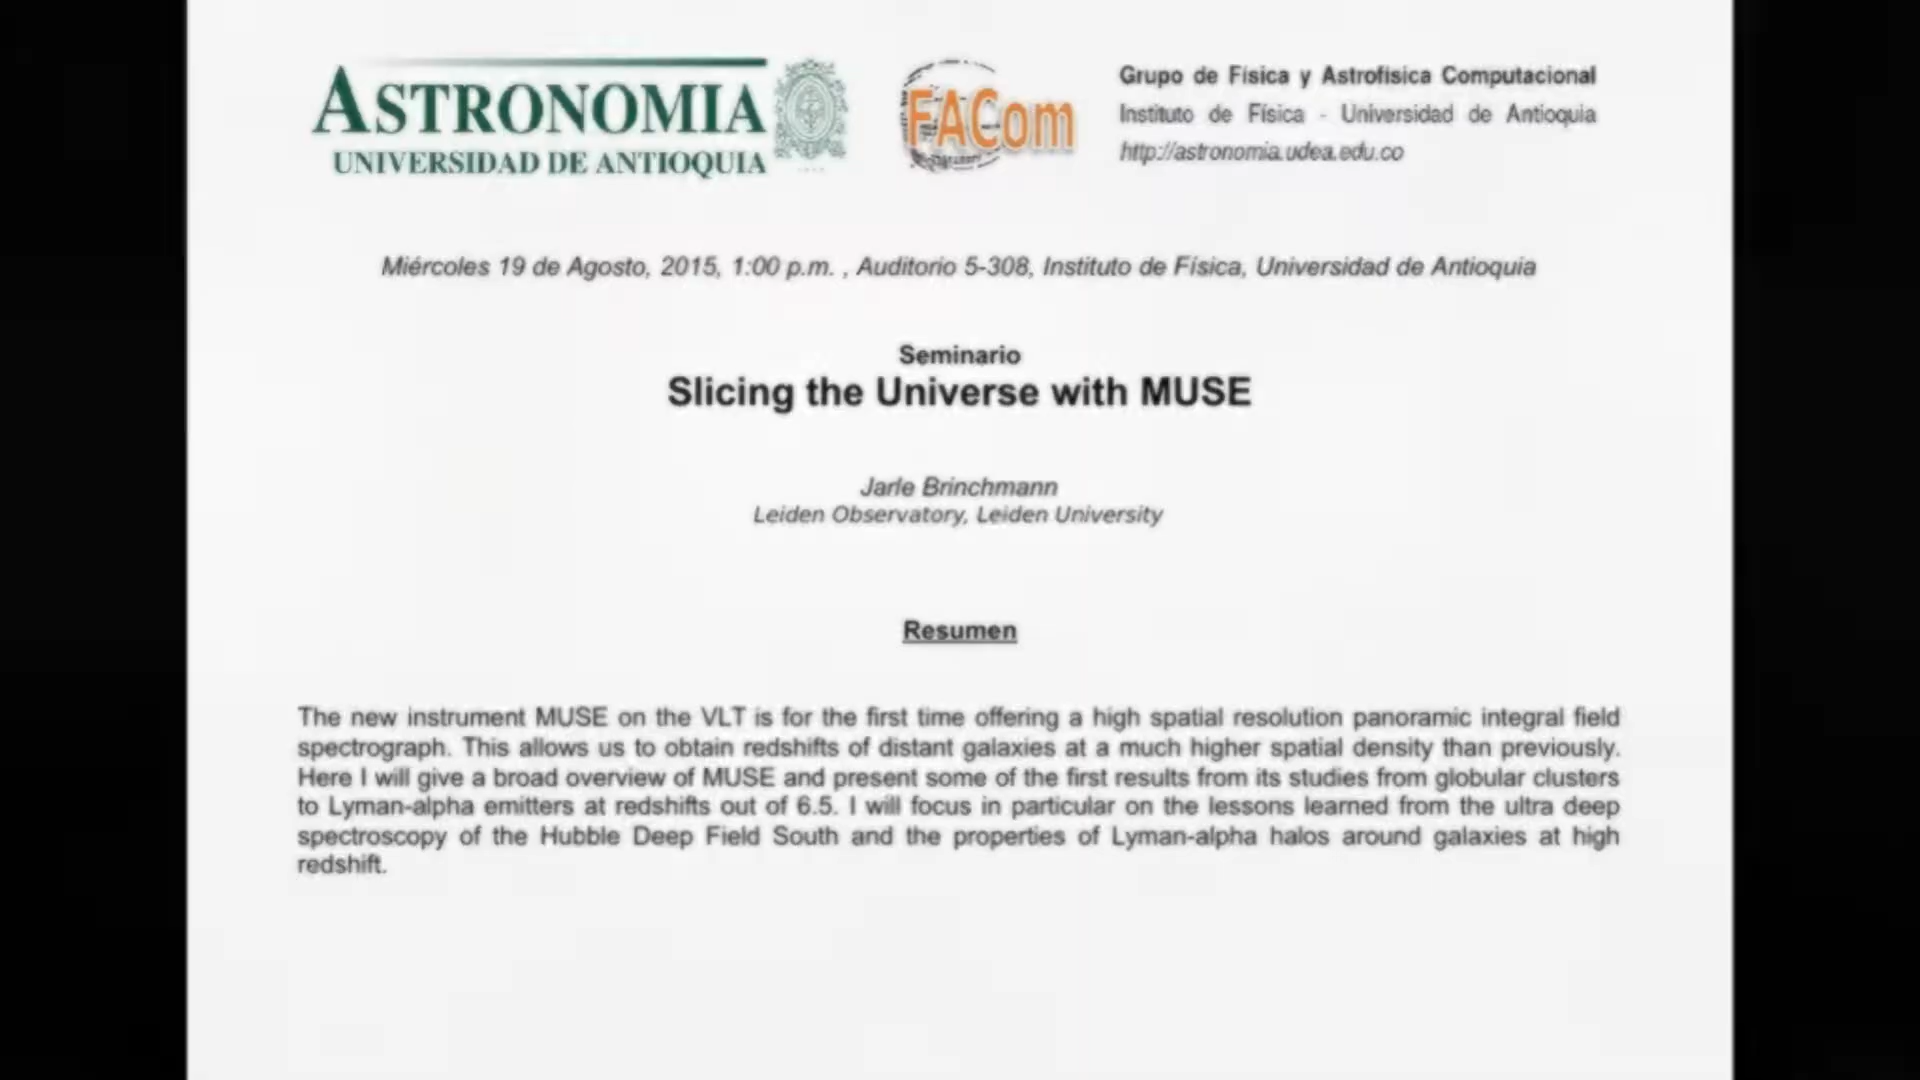 ASTRONOMIA
UNIVERSIDAD DE ANTIOQUIA
FACom
Grupo de Física y Astrofísica Computacional
Instituto de Física - Universidad de Antioquia
http://astronomia.udea.edu.co
Miércoles 19 de Agosto, 2015, 1:00 p.m. , Auditorio 5-308, Instituto de Física, Universidad de Antioquia
Seminario
Slicing the Universe with MUSE
Jarle Brinchmann
Leiden Observatory, Leiden University
Resumen
The new instrument MUSE on the VLT is for the first time offering a high spatial resolution panoramic integral field
spectrograph. This allows us to obtain redshifts of distant galaxies at a much higher spatial density than previously.
Here I will give a broad overview of MUSE and present some of the first results from its studies from globular clusters
to Lyman-alpha emitters at redshifts out of 6.5. I will focus in particular on the lessons learned from the ultra deep
spectroscopy of the Hubble Deep Field South and the properties of Lyman-alpha halos around galaxies at high
redshift.